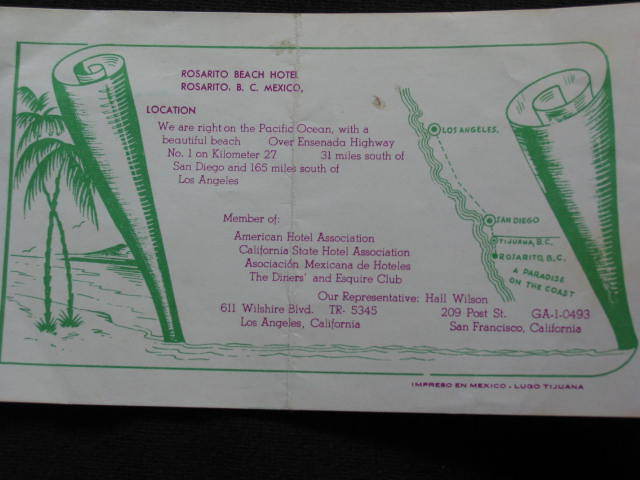 ROSARITO BEACH HOTEL
ROSARITO. B. C. MEXICO,
LOCATION
We are right on the Pacific Ocean, with a
beautiful beach Over Ensenada Highway
No. 1 on Kilometer 27 31 miles south of
San Diego and 165 miles south of
Los Angeles
Member of:
American Hotel Association
California State Hotel Association
Asociación Mexicana de Hoteles
The Diners' and Esquire Club
Our Representative: Hall Wilson
611 Wilshire Blvd. TR- 5345 209 Post St. GA-1-0493
Los Angeles, California San Francisco, California
LOS ANGELES,
SAN DIEGO
TIJUANA, B.C.
ROSARITO, B.C.
A PARADISE
ON THE COAST
IMPRESO EN MEXICO - LUGO TIJUANA